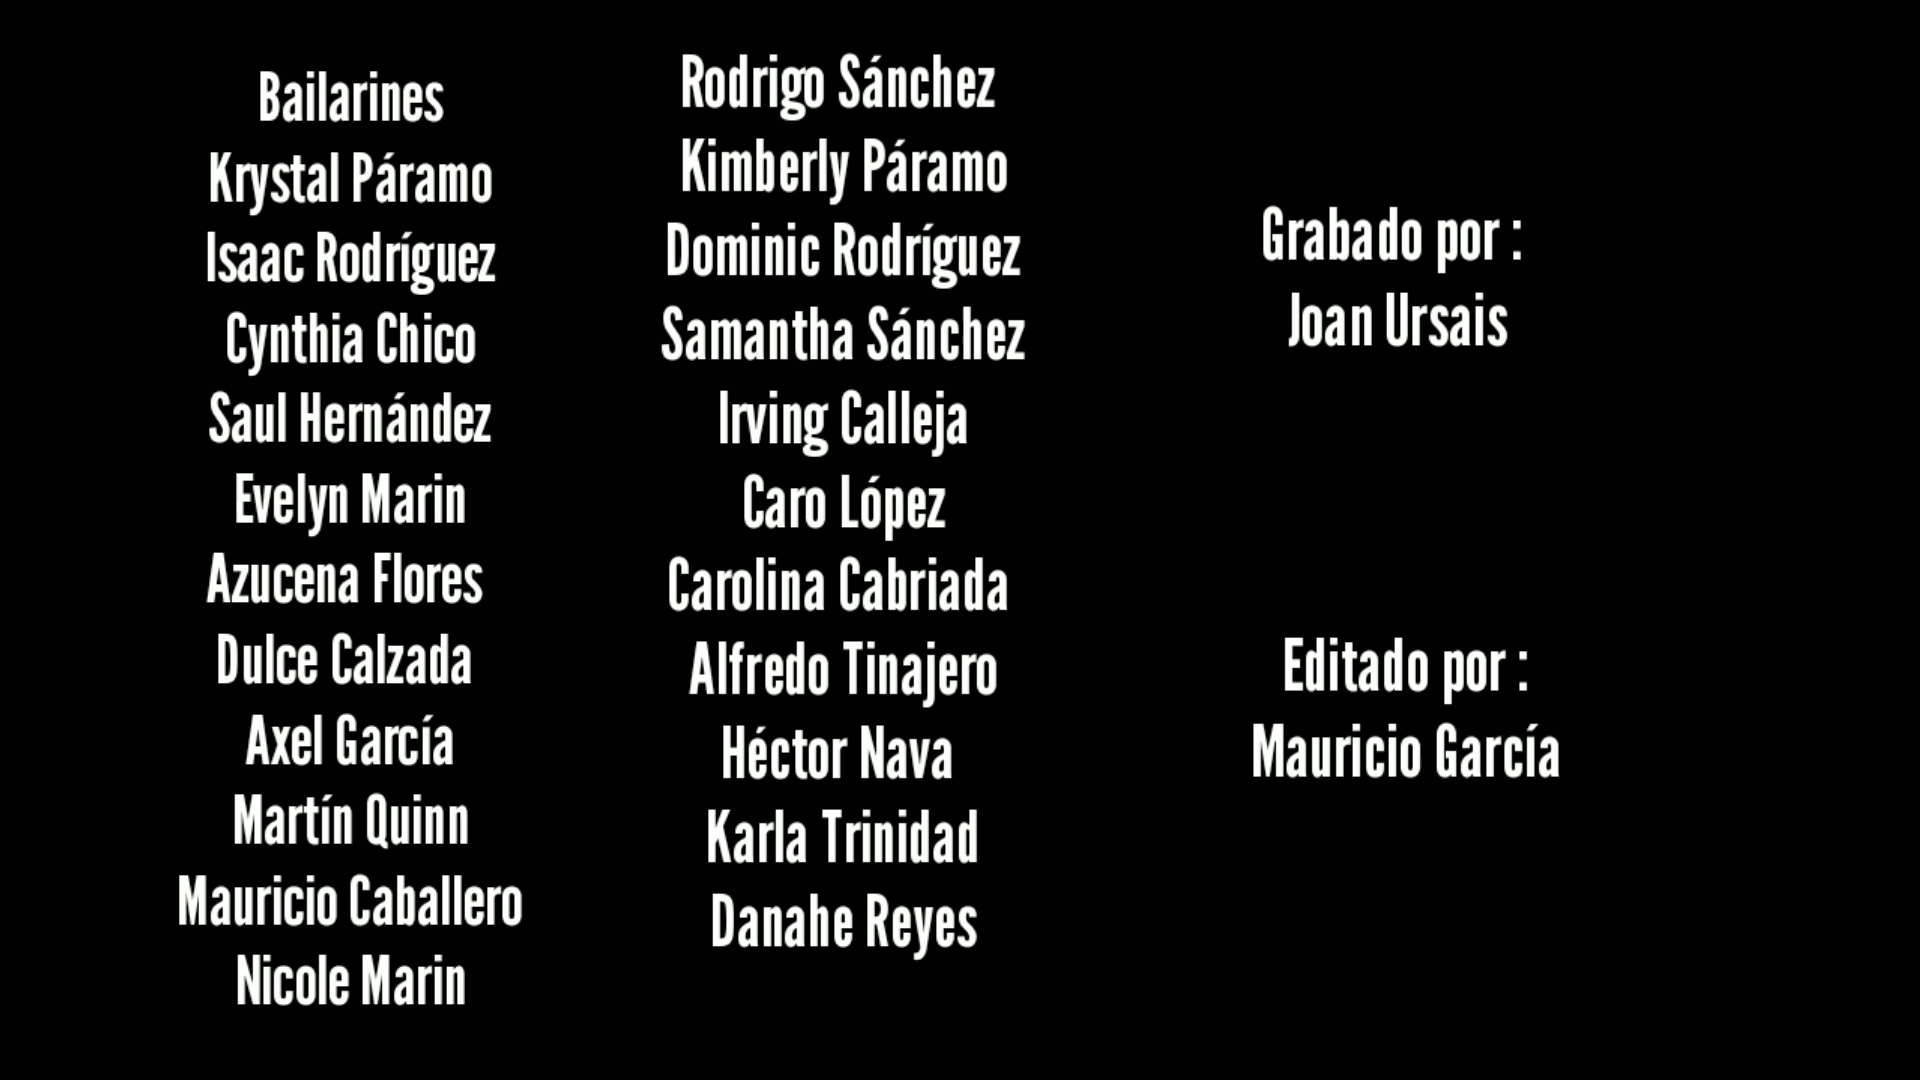 Bailarines
Krystal Páramo
Isaac Rodríguez
Cynthia Chico
Saul Hernández
Evelyn Marin
Azucena Flores
Dulce Calzada
Axel García
Martín Quinn
Mauricio Caballero
Nicole Marin
Rodrigo Sánchez
Kimberly Páramo
Dominic Rodríguez
Samantha Sánchez
Irving Calleja
Caro López
Carolina Cabriada
Alfredo Tinajero
Héctor Nava
Karla Trinidad
Danahe Reyes
Grabado por :
Joan Ursais
Editado por :
Mauricio García